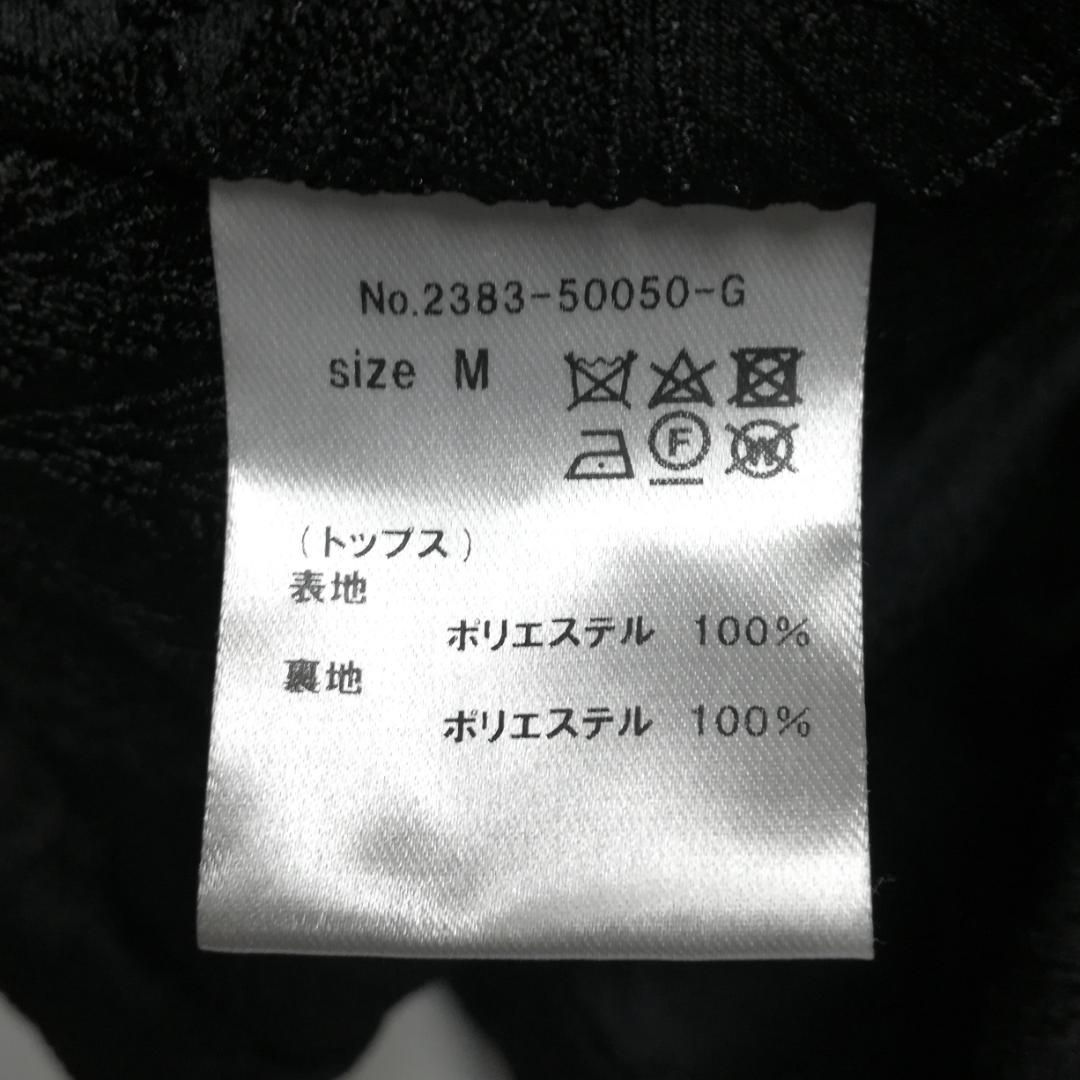 No.2383-50050-G
size M
F
W
(トップス)
表地
ポリエステル 100%
裏地
ポリエステル 100%